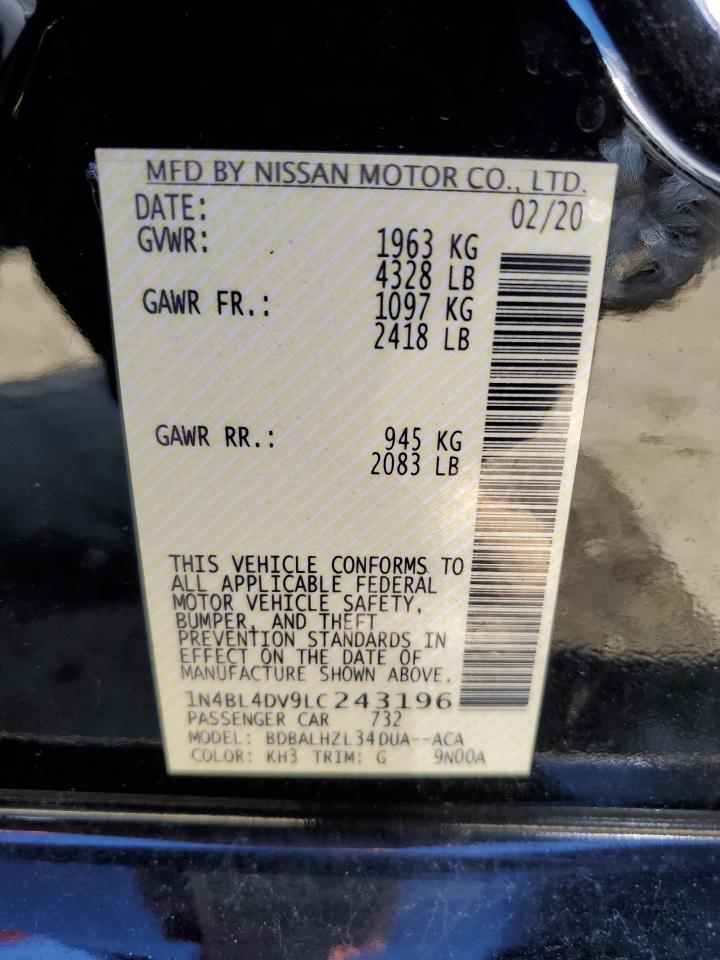 MFD BY NISSAN MOTOR CO., LTD.
DATE: 02/20
GVWR: 1963 KG
4328 LB
GAWR FR.: 1097 KG
2418 LB
GAWR RR.: 945 KG
2083 LB
THIS VEHICLE CONFORMS TO
ALL APPLICABLE FEDERAL
MOTOR VEHICLE SAFETY,
BUMPER, AND THEFT
PREVENTION STANDARDS IN
EFFECT ON THE DATE OF
MANUFACTURE SHOWN ABOVE.
1N4BL4DV9LC243196
PASSENGER CAR 732
MODEL: BDBALHZL34DUA--ACA
COLOR: KH3 TRIM: G 9N00A